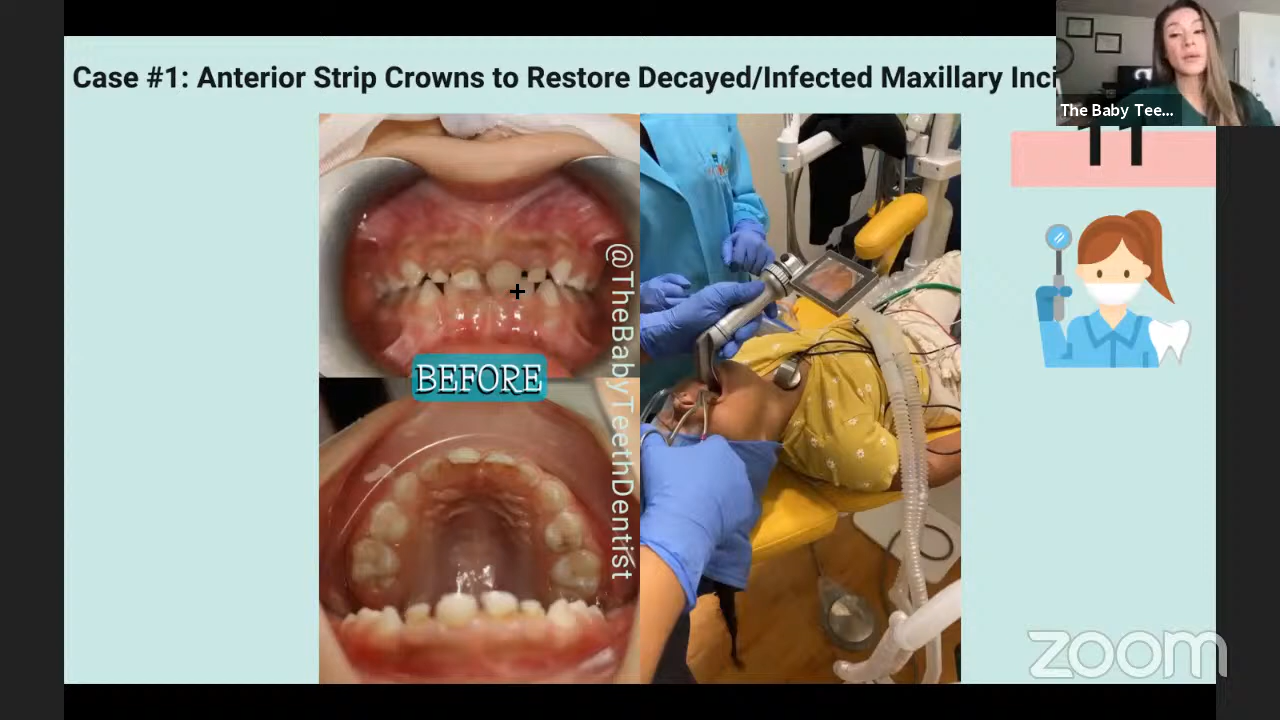 Case #1: Anterior Strip Crowns to Restore Decayed/Infected Maxillary Inci
The Baby Tee...
BEFORE
@TheBabyTeethDentist
zoom